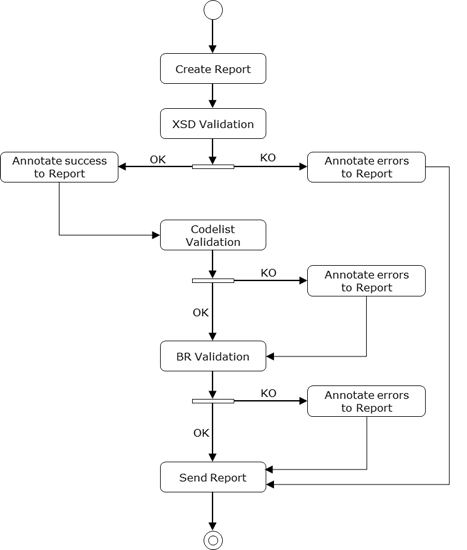 Create Report
XSD Validation
OK
KO
Annotate success
to Report
Annotate errors
to Report
Codelist
Validation
KO
Annotate errors
to Report
OK
BR Validation
KO
Annotate errors
to Report
OK
Send Report